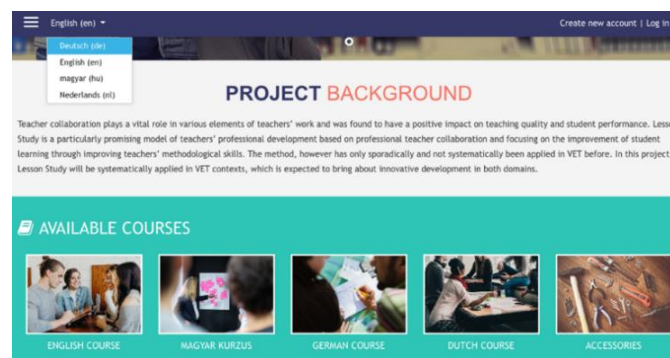 English (en)
Create new account | Log in
Deutsch (de)
English (en)
magyar (hu)
Nederlands (nl)
PROJECT BACKGROUND
Teacher collaboration plays a vital role in various elements of teachers' work and was found to have a positive impact on teaching quality and student performance. Lesso
Study is a particularly promising model of teachers' professional development based on professional teacher collaboration and focusing on the improvement of student
learning through improving teachers' methodological skills. The method, however has only sporadically and not systematically been applied in VET before. In this project
Lesson Study will be systematically applied in VET contexts, which is expected to bring about innovative development in both domains.
AVAILABLE COURSES
ENGLISH COURSE
MAGYAR KURZUS
GERMAN COURSE
DUTCH COURSE
ACCESSORIES